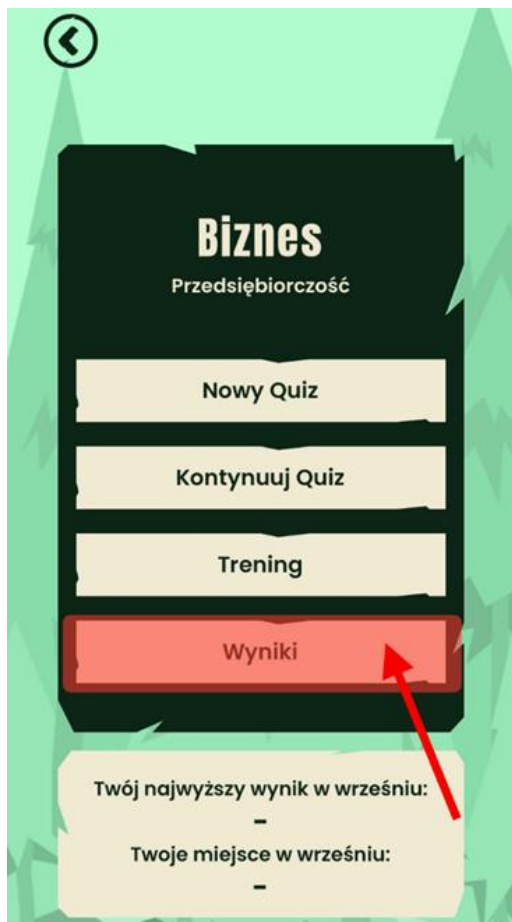 Biznes
Przedsiębiorczość
Nowy Quiz
Kontynuuj Quiz
Trening
Wyniki
Twój najwyższy wynik w wrześniu:
-
Twoje miejsce w wrześniu:
-